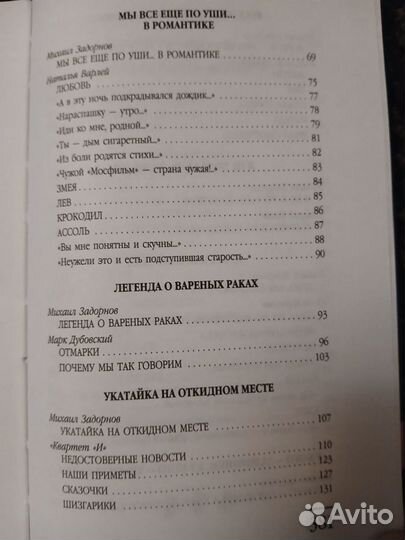 МЫ ВСЕ ЕЩЕ ПО УШИ...
В РОМАНТИКЕ
Михаил Задорнов
МЫ ВСЕ ЕЩЕ ПО УШИ... В РОМАНТИКЕ .......... 69
Наталья Варлей
ЛЮБОВЬ .......... 75
«А в эту ночь подкрадывался дождик...» .......... 77
«Нараспашку — утро...» .......... 78
«Иди ко мне, родной...» .......... 79
«Ты — дым сигаретный...» .......... 81
«Из боли родятся стихи...» .......... 82
«Чужой «Мосфильм» — страна чужая!..» .......... 83
ЗМЕЯ .......... 84
ЛЕВ .......... 85
КРОКОДИЛ .......... 86
АССОЛЬ .......... 87
«Вы мне понятны и скучны...» .......... 88
«Неужели это и есть подступившая старость...» .......... 90
ЛЕГЕНДА О ВАРЕНЫХ РАКАХ
Михаил Задорнов
ЛЕГЕНДА О ВАРЕНЫХ РАКАХ .......... 93
Марк Дубовский
ОТМАРКИ .......... 96
ПОЧЕМУ МЫ ТАК ГОВОРИМ .......... 103
УКАТАЙКА НА ОТКИДНОМ МЕСТЕ
Михаил Задорнов
УКАТАЙКА НА ОТКИДНОМ МЕСТЕ .......... 107
«Квартет «И»
НЕДОСТОВЕРНЫЕ НОВОСТИ .......... 110
НАШИ ПРИМЕТЫ .......... 123
СКАЗОЧКИ .......... 127
ШИЗГАРИКИ .......... 131
Avito